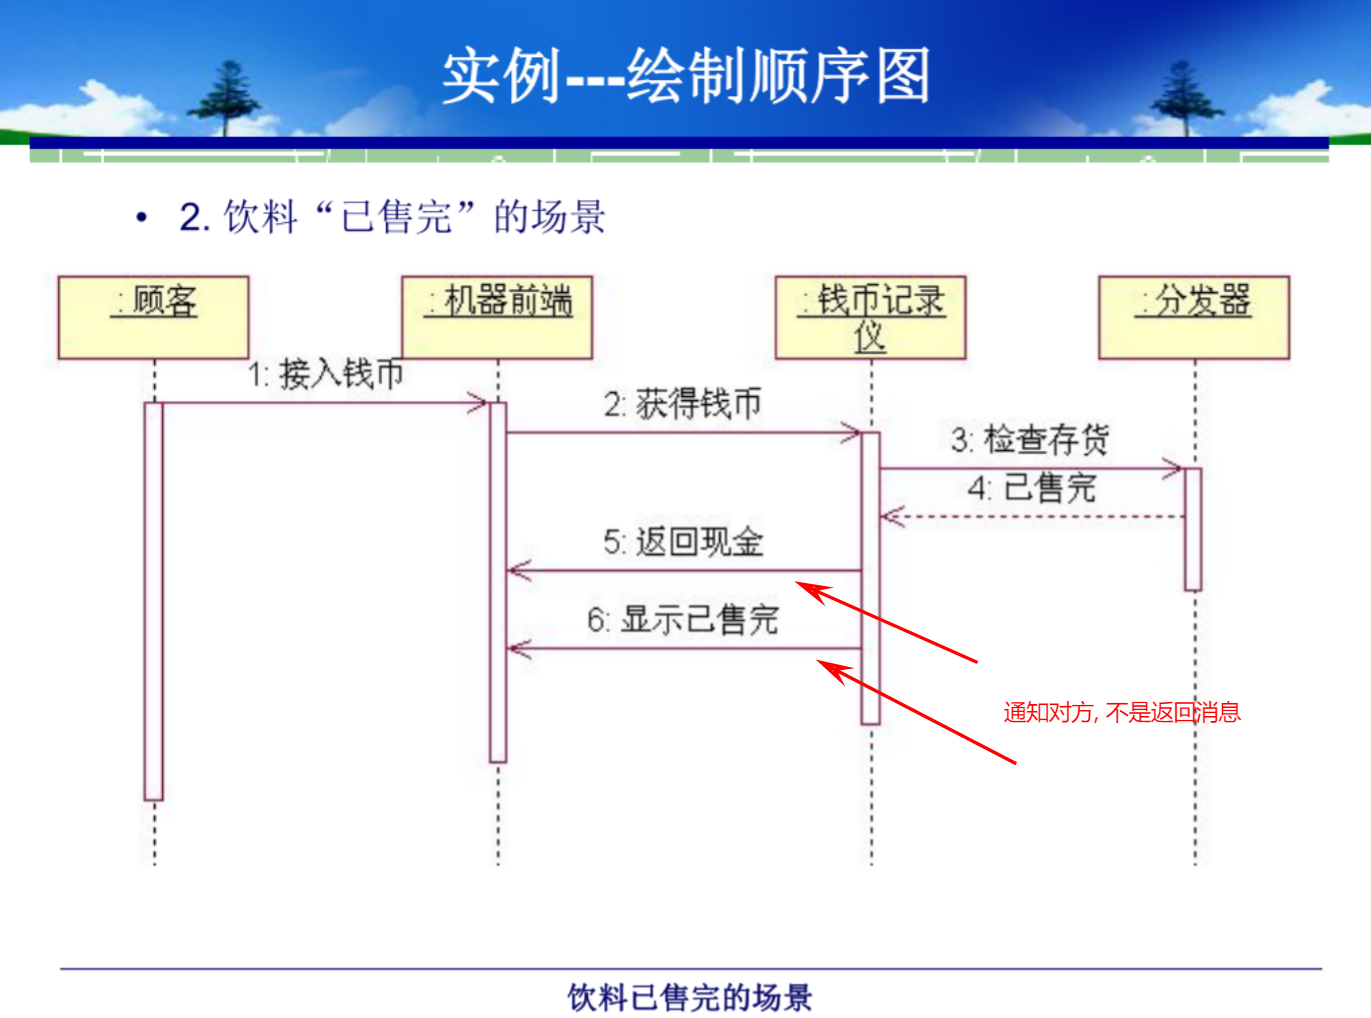 实例---绘制顺序图
• 2. 饮料“已售完”的场景
: 顾客
: 机器前端
: 钱币记录
仪
: 分发器
1: 接入钱币
2: 获得钱币
3: 检查存货
4: 已售完
5: 返回现金
6: 显示已售完
通知对方, 不是返回消息
饮料已售完的场景